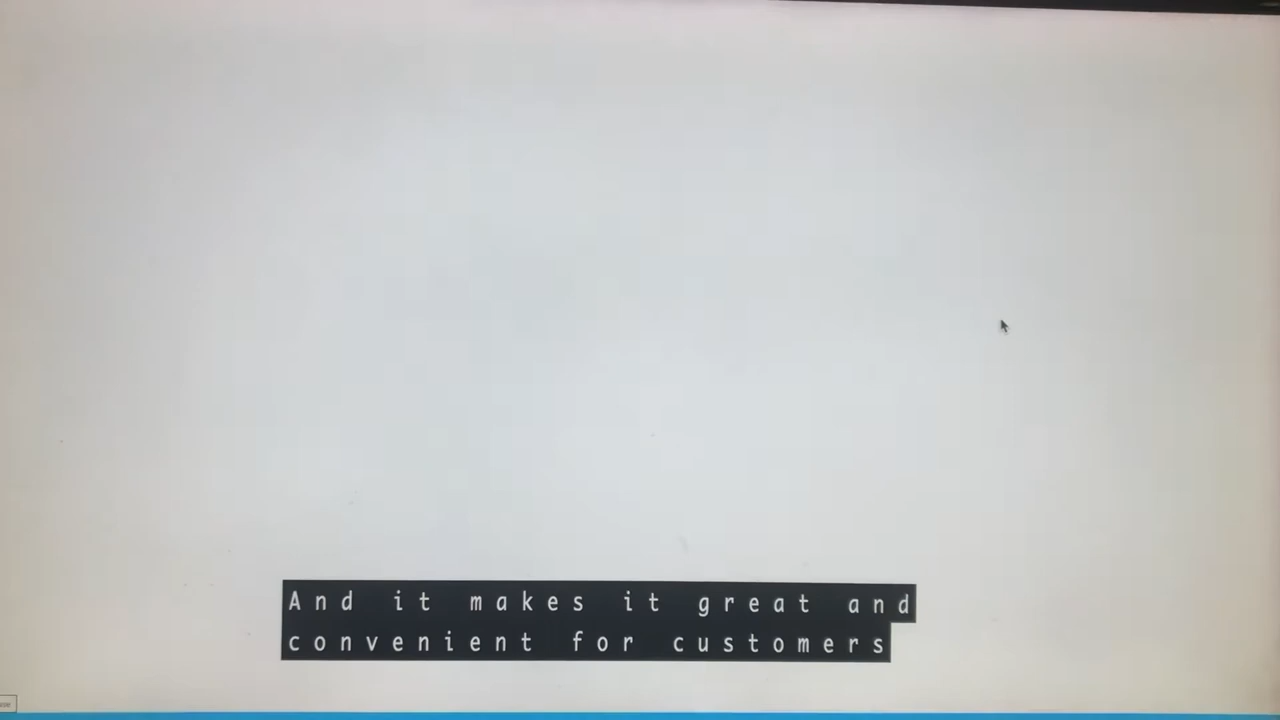 And it makes it great and
convenient for customers